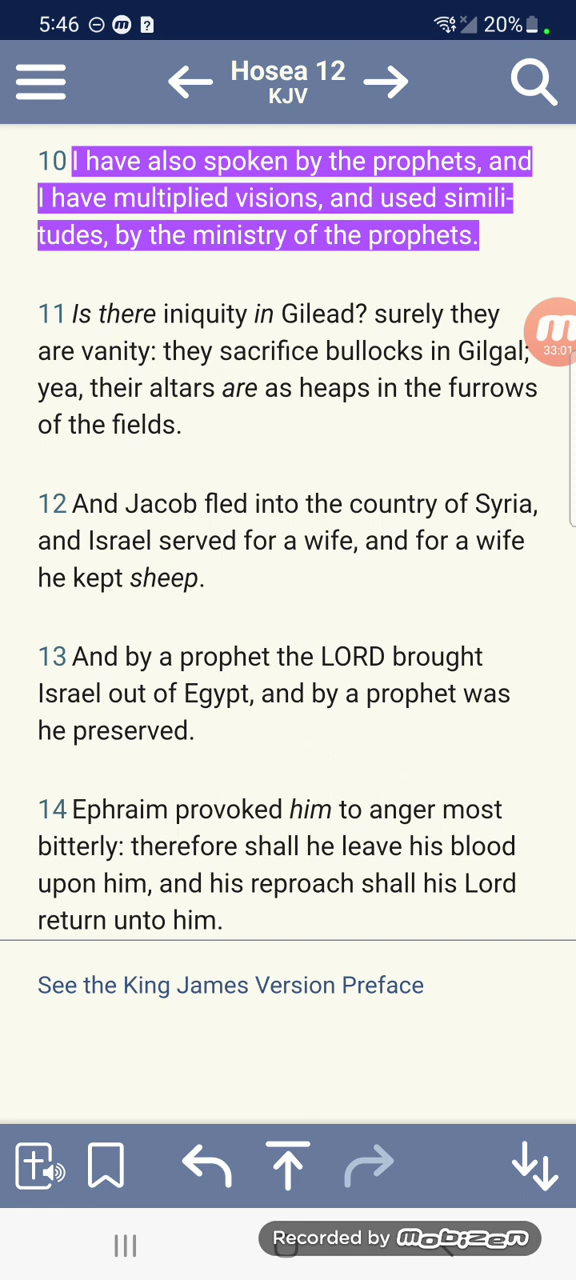 5:46
20%
Hosea 12
KJV
10 I have also spoken by the prophets, and
I have multiplied visions, and used simili-
tudes, by the ministry of the prophets.
11 Is there iniquity in Gilead? surely they
are vanity: they sacrifice bullocks in Gilgal;
yea, their altars are as heaps in the furrows
of the fields.
33:01
12 And Jacob fled into the country of Syria,
and Israel served for a wife, and for a wife
he kept sheep.
13 And by a prophet the LORD brought
Israel out of Egypt, and by a prophet was
he preserved.
14 Ephraim provoked him to anger most
bitterly: therefore shall he leave his blood
upon him, and his reproach shall his Lord
return unto him.
See the King James Version Preface
Recorded by mobizen